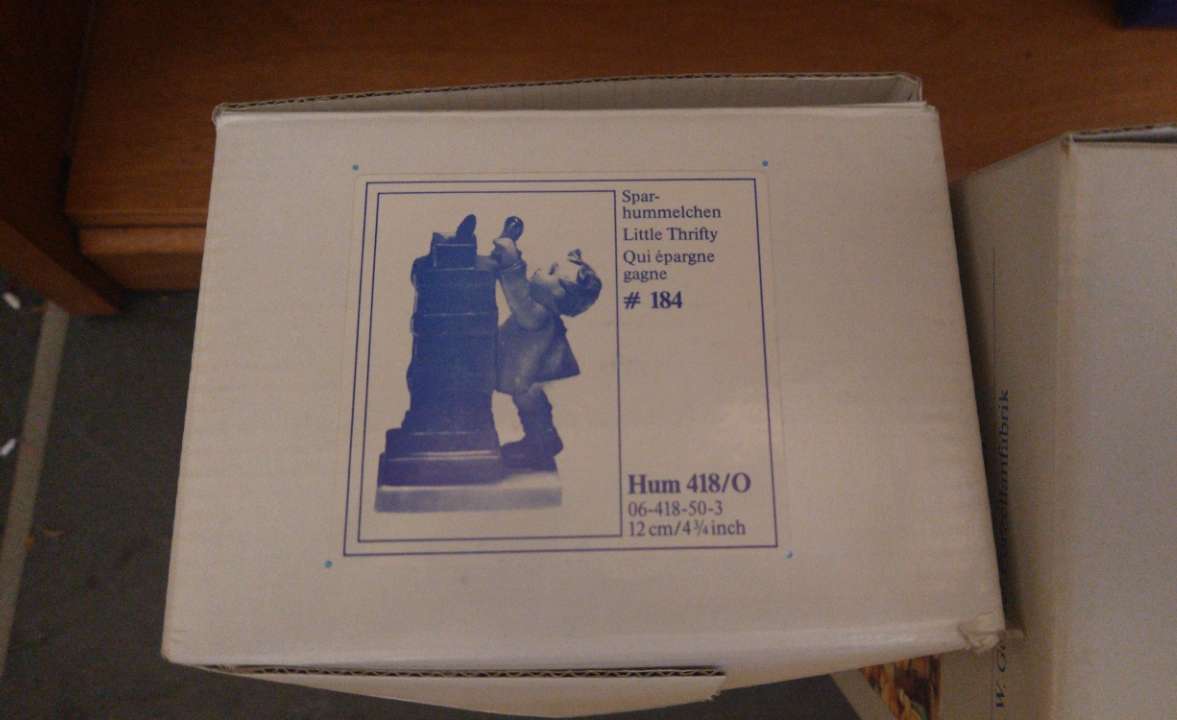 Spar-
hummelchen
Little Thrifty
Qui épargne
gagne
# 184
Hum 418/O
06-418-50-3
12 cm/4¾ inch
W. G